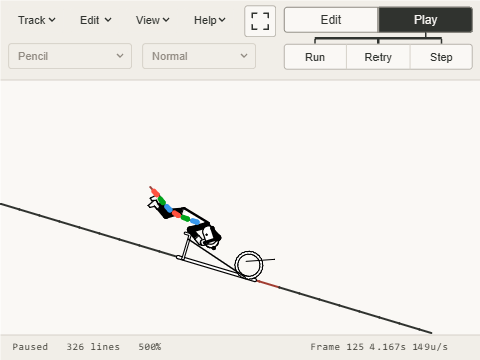 Track Edit View Help Edit Play
Pencil Normal Run Retry Step
Paused 326 lines 500% Frame 125 4.167s 149u/s